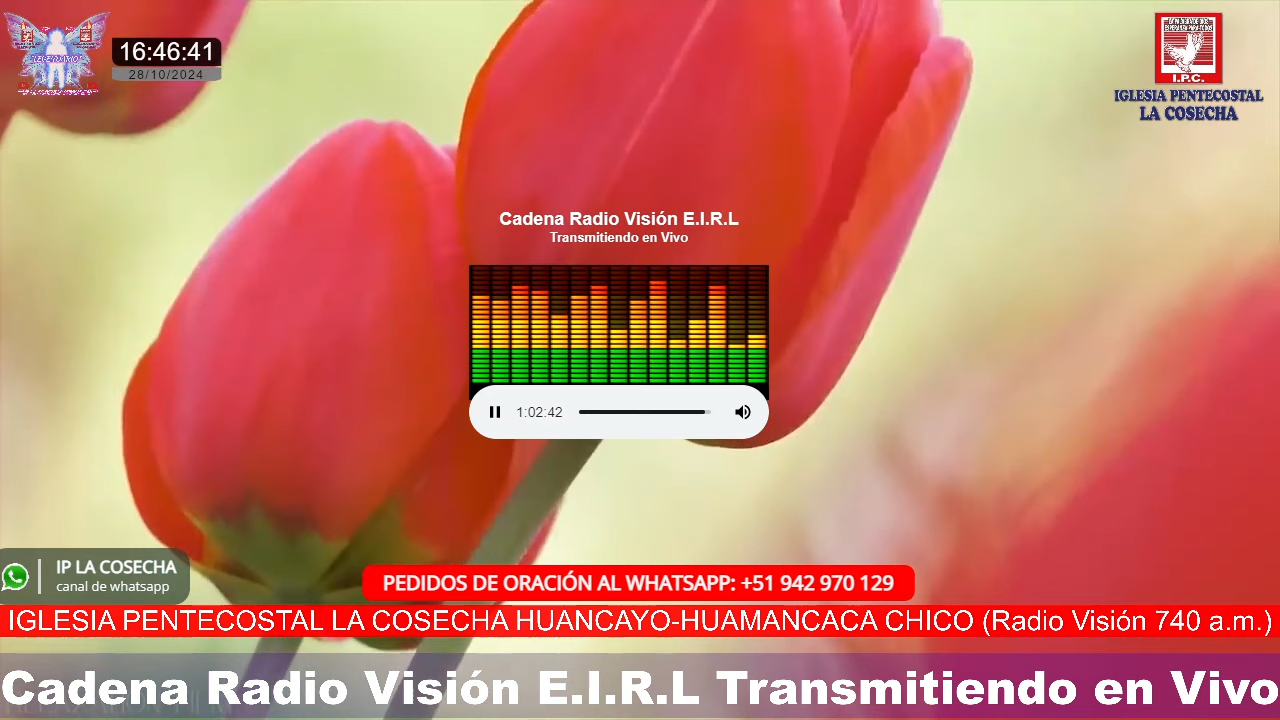 16:46:41
28/10/2024
I.P.C.
IGLESIA PENTECOSTAL
LA COSECHA
Cadena Radio Visión E.I.R.L
Transmitiendo en Vivo
1:02:42
IP LA COSECHA
canal de whatsapp
PEDIDOS DE ORACIÓN AL WHATSAPP: +51 942 970 129
IGLESIA PENTECOSTAL LA COSECHA HUANCAYO-HUAMANCACA CHICO (Radio Visión 740 a.m.)
Cadena Radio Visión E.I.R.L Transmitiendo en Vivo